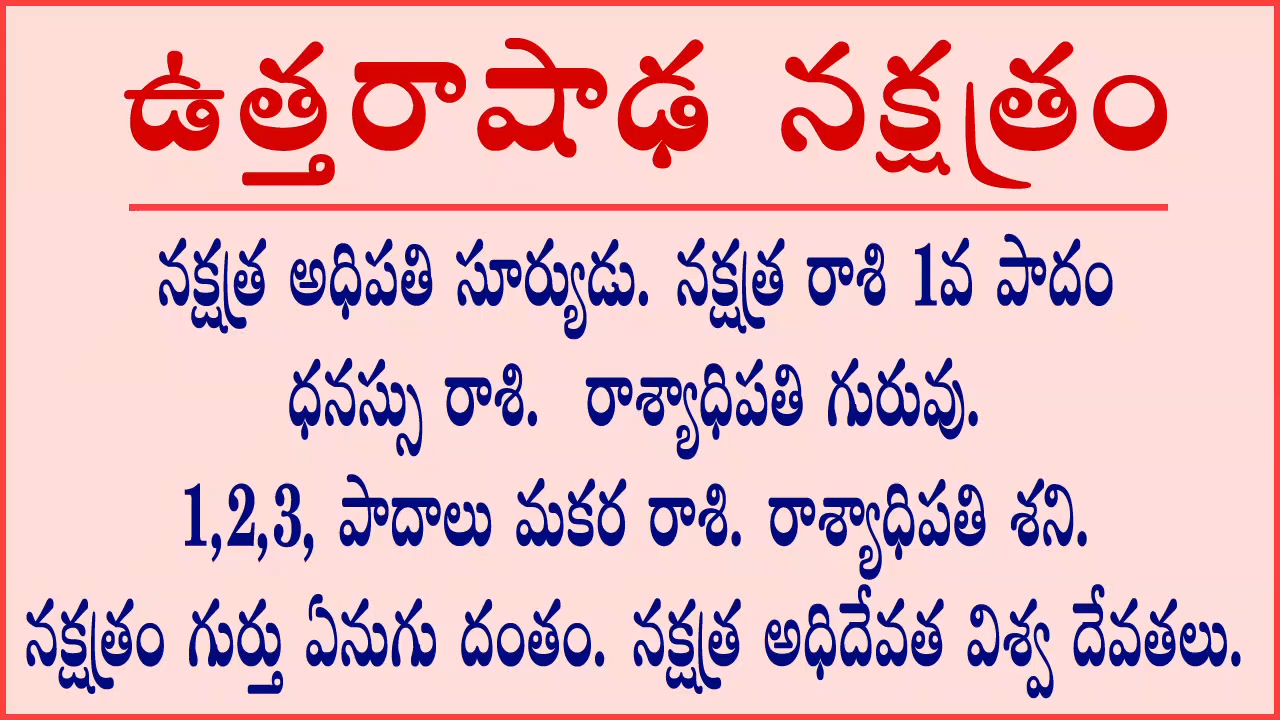 ఉత్తరాషాఢ నక్షత్రం
నక్షత్ర అధిపతి సూర్యుడు. నక్షత్ర రాశి 1వ పాదం
ధనస్సు రాశి. రాశ్యాధిపతి గురువు.
1,2,3, పాదాలు మకర రాశి. రాశ్యాధిపతి శని.
నక్షత్రం గుర్తు ఏనుగు దంతం. నక్షత్ర అధిదేవత విశ్వ దేవతలు.